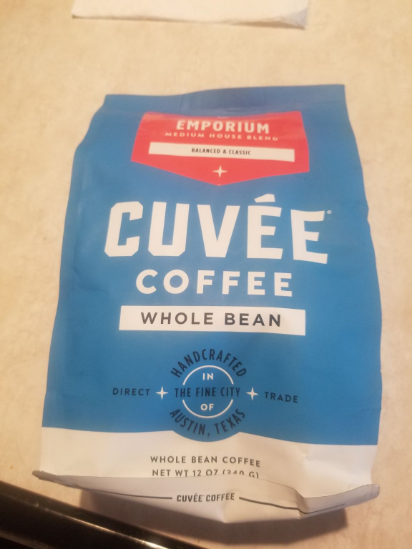 EMPORIUM
MEDIUM HOUSE BLEND
BALANCED & CLASSIC
CUVÉE®
COFFEE
WHOLE BEAN
HANDCRAFTED
IN
DIRECT THE FINE CITY TRADE
OF
AUSTIN, TEXAS
WHOLE BEAN COFFEE
NET WT 12 OZ (340 G)
CUVÉE COFFEE